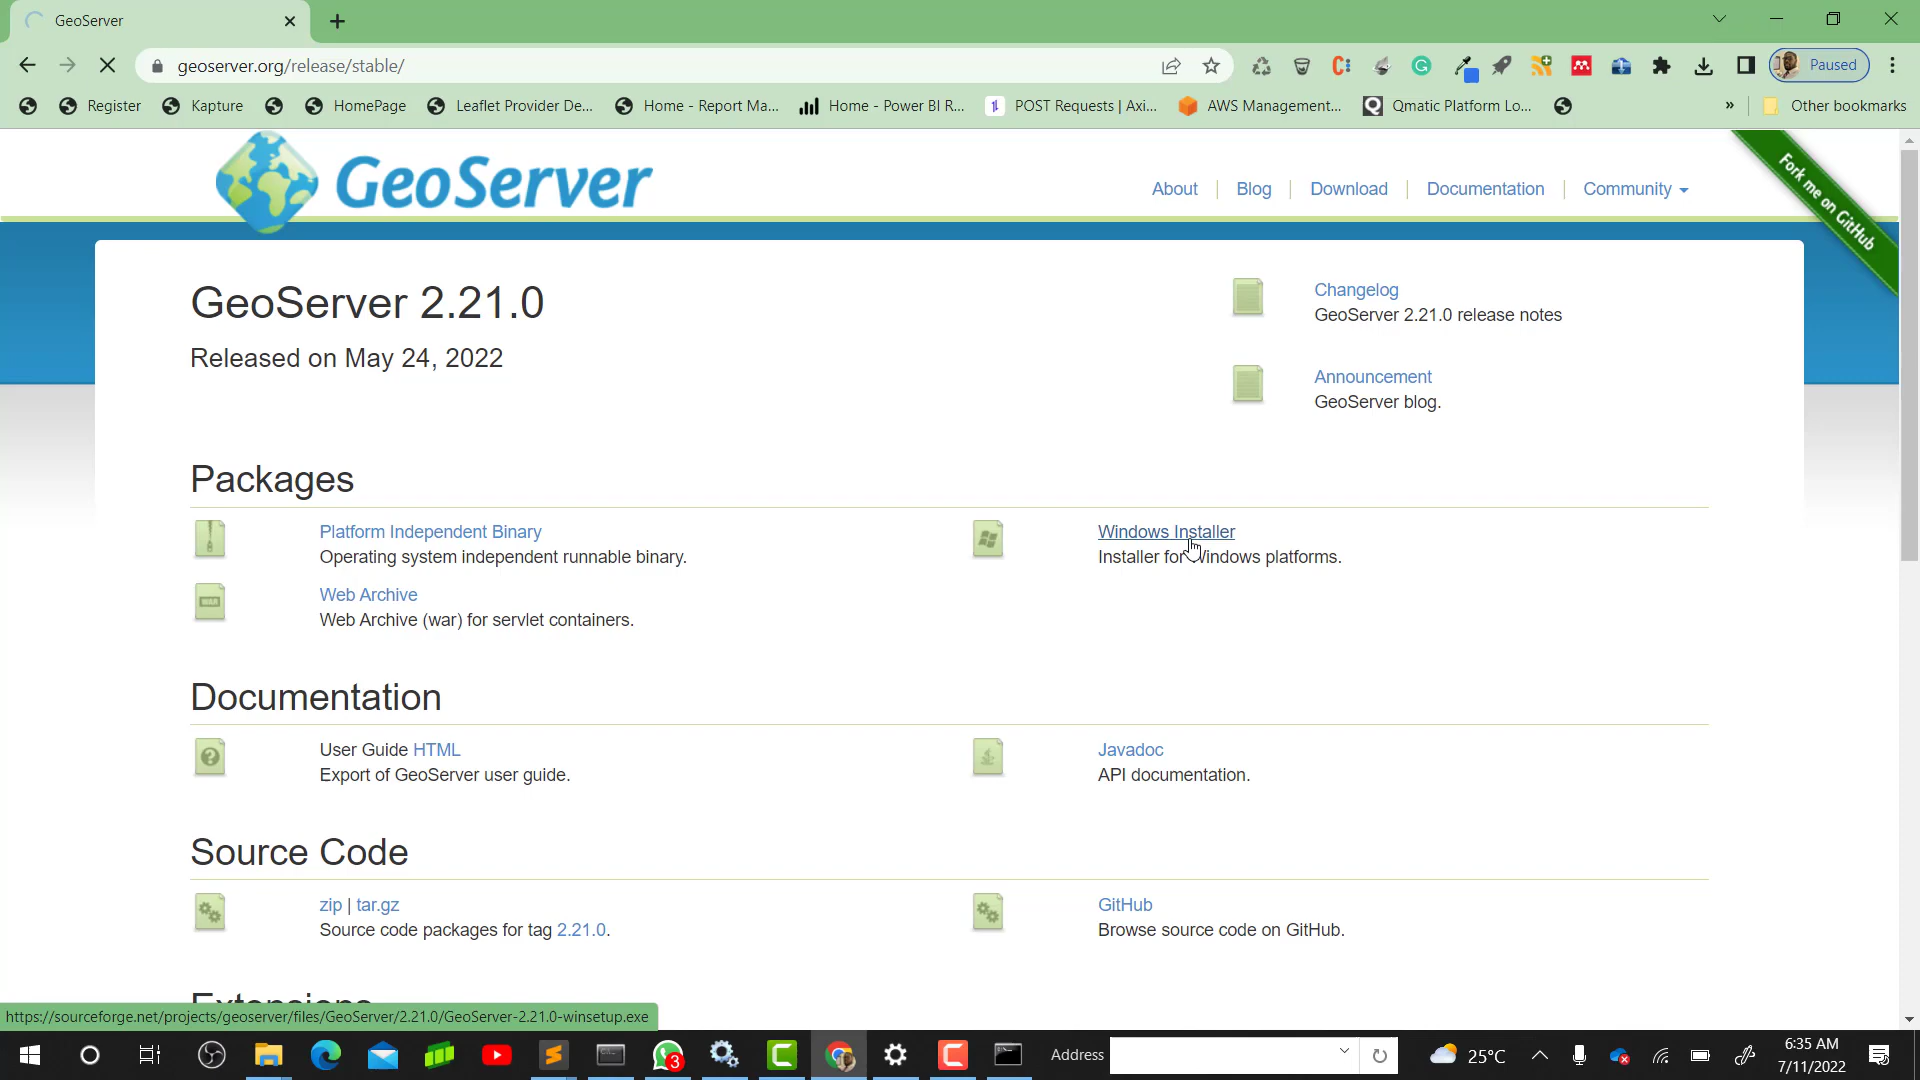 GeoServer
geoserver.org/release/stable/
Paused
Register
Kapture
HomePage
Leaflet Provider De...
Home - Report Ma...
Home - Power BI R...
POST Requests | Axi...
AWS Management...
Qmatic Platform Lo...
»
Other bookmarks
GeoServer
About
Blog
Download
Documentation
Community
Fork me on GitHub
GeoServer 2.21.0
Released on May 24, 2022
Changelog
GeoServer 2.21.0 release notes
Announcement
GeoServer blog.
Packages
Platform Independent Binary
Operating system independent runnable binary.
Windows Installer
Installer for Windows platforms.
Web Archive
Web Archive (war) for servlet containers.
Documentation
User Guide HTML
Export of GeoServer user guide.
Javadoc
API documentation.
Source Code
zip | tar.gz
Source code packages for tag 2.21.0.
GitHub
Browse source code on GitHub.
Extensions
https://sourceforge.net/projects/geoserver/files/GeoServer/2.21.0/GeoServer-2.21.0-winsetup.exe
3
Address
25°C
6:35 AM
7/11/2022